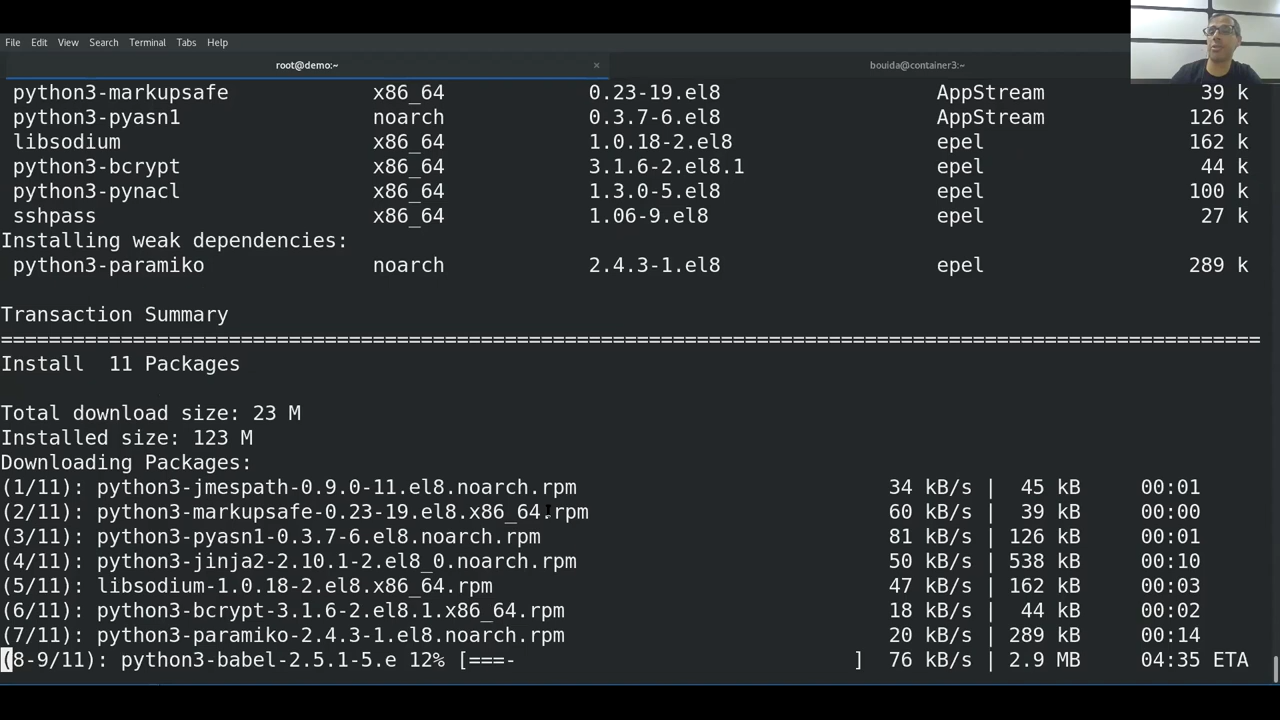 File Edit View Search Terminal Tabs Help
root@demo:~ × bouida@container3:~
python3-markupsafe x86_64 0.23-19.el8 AppStream 39 k
python3-pyasn1 noarch 0.3.7-6.el8 AppStream 126 k
libsodium x86_64 1.0.18-2.el8 epel 162 k
python3-bcrypt x86_64 3.1.6-2.el8.1 epel 44 k
python3-pynacl x86_64 1.3.0-5.el8 epel 100 k
sshpass x86_64 1.06-9.el8 epel 27 k
Installing weak dependencies:
python3-paramiko noarch 2.4.3-1.el8 epel 289 k
Transaction Summary
=========================================================================================================
Install 11 Packages
Total download size: 23 M
Installed size: 123 M
Downloading Packages:
(1/11): python3-jmespath-0.9.0-11.el8.noarch.rpm 34 kB/s | 45 kB 00:01
(2/11): python3-markupsafe-0.23-19.el8.x86_64.rpm 60 kB/s | 39 kB 00:00
(3/11): python3-pyasn1-0.3.7-6.el8.noarch.rpm 81 kB/s | 126 kB 00:01
(4/11): python3-jinja2-2.10.1-2.el8_0.noarch.rpm 50 kB/s | 538 kB 00:10
(5/11): libsodium-1.0.18-2.el8.x86_64.rpm 47 kB/s | 162 kB 00:03
(6/11): python3-bcrypt-3.1.6-2.el8.1.x86_64.rpm 18 kB/s | 44 kB 00:02
(7/11): python3-paramiko-2.4.3-1.el8.noarch.rpm 20 kB/s | 289 kB 00:14
(8-9/11): python3-babel-2.5.1-5.e 12% [===- ] 76 kB/s | 2.9 MB 04:35 ETA